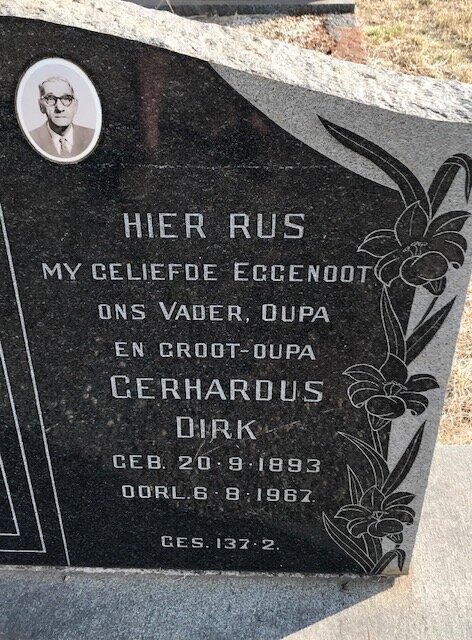 HIER RUS
MY GELIEFDE EGGENOOT
ONS VADER, OUPA
EN GROOT-OUPA
GERHARDUS
DIRK
GEB. 20·9·1893
OORL. 6·8·1967.
GES. 137·2.